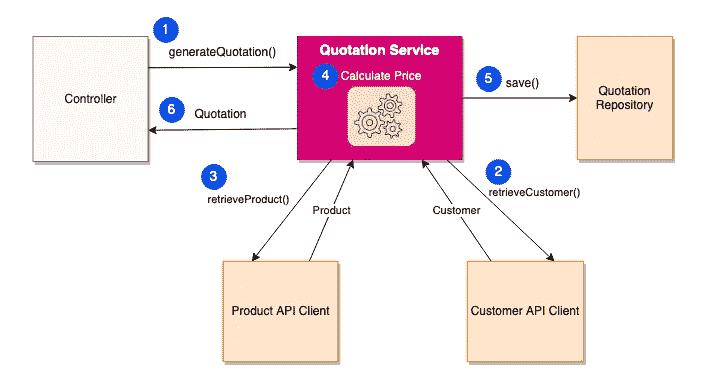 1
generateQuotation()
Quotation Service
4
Calculate Price
5
save()
Controller
Quotation
Repository
6
Quotation
3
retrieveProduct()
2
retrieveCustomer()
Product
Customer
Product API Client
Customer API Client